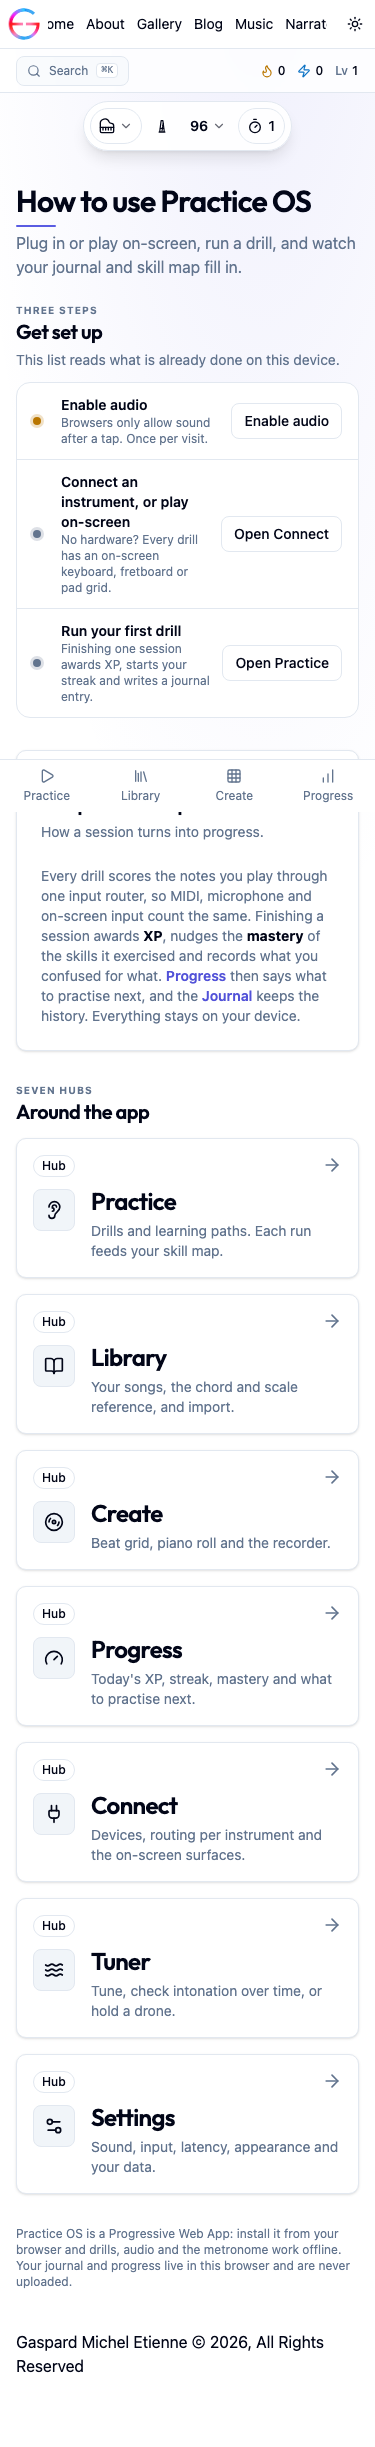 ome About Gallery Blog Music Narrat
Search ⌘K 0 0 Lv 1
96 1
How to use Practice OS
Plug in or play on-screen, run a drill, and watch
your journal and skill map fill in.
THREE STEPS
Get set up
This list reads what is already done on this device.
Enable audio
Browsers only allow sound
after a tap. Once per visit.
Enable audio
Connect an
instrument, or play
on-screen
No hardware? Every drill
has an on-screen
keyboard, fretboard or
pad grid.
Open Connect
Run your first drill
Finishing one session
awards XP, starts your
streak and writes a journal
entry.
Open Practice
Practice Library Create Progress
How a session turns into progress.
Every drill scores the notes you play through
one input router, so MIDI, microphone and
on-screen input count the same. Finishing a
session awards XP, nudges the mastery of
the skills it exercised and records what you
confused for what. Progress then says what
to practise next, and the Journal keeps the
history. Everything stays on your device.
SEVEN HUBS
Around the app
Hub
Practice
Drills and learning paths. Each run
feeds your skill map.
Hub
Library
Your songs, the chord and scale
reference, and import.
Hub
Create
Beat grid, piano roll and the recorder.
Hub
Progress
Today's XP, streak, mastery and what
to practise next.
Hub
Connect
Devices, routing per instrument and
the on-screen surfaces.
Hub
Tuner
Tune, check intonation over time, or
hold a drone.
Hub
Settings
Sound, input, latency, appearance and
your data.
Practice OS is a Progressive Web App: install it from your
browser and drills, audio and the metronome work offline.
Your journal and progress live in this browser and are never
uploaded.
Gaspard Michel Etienne © 2026, All Rights
Reserved